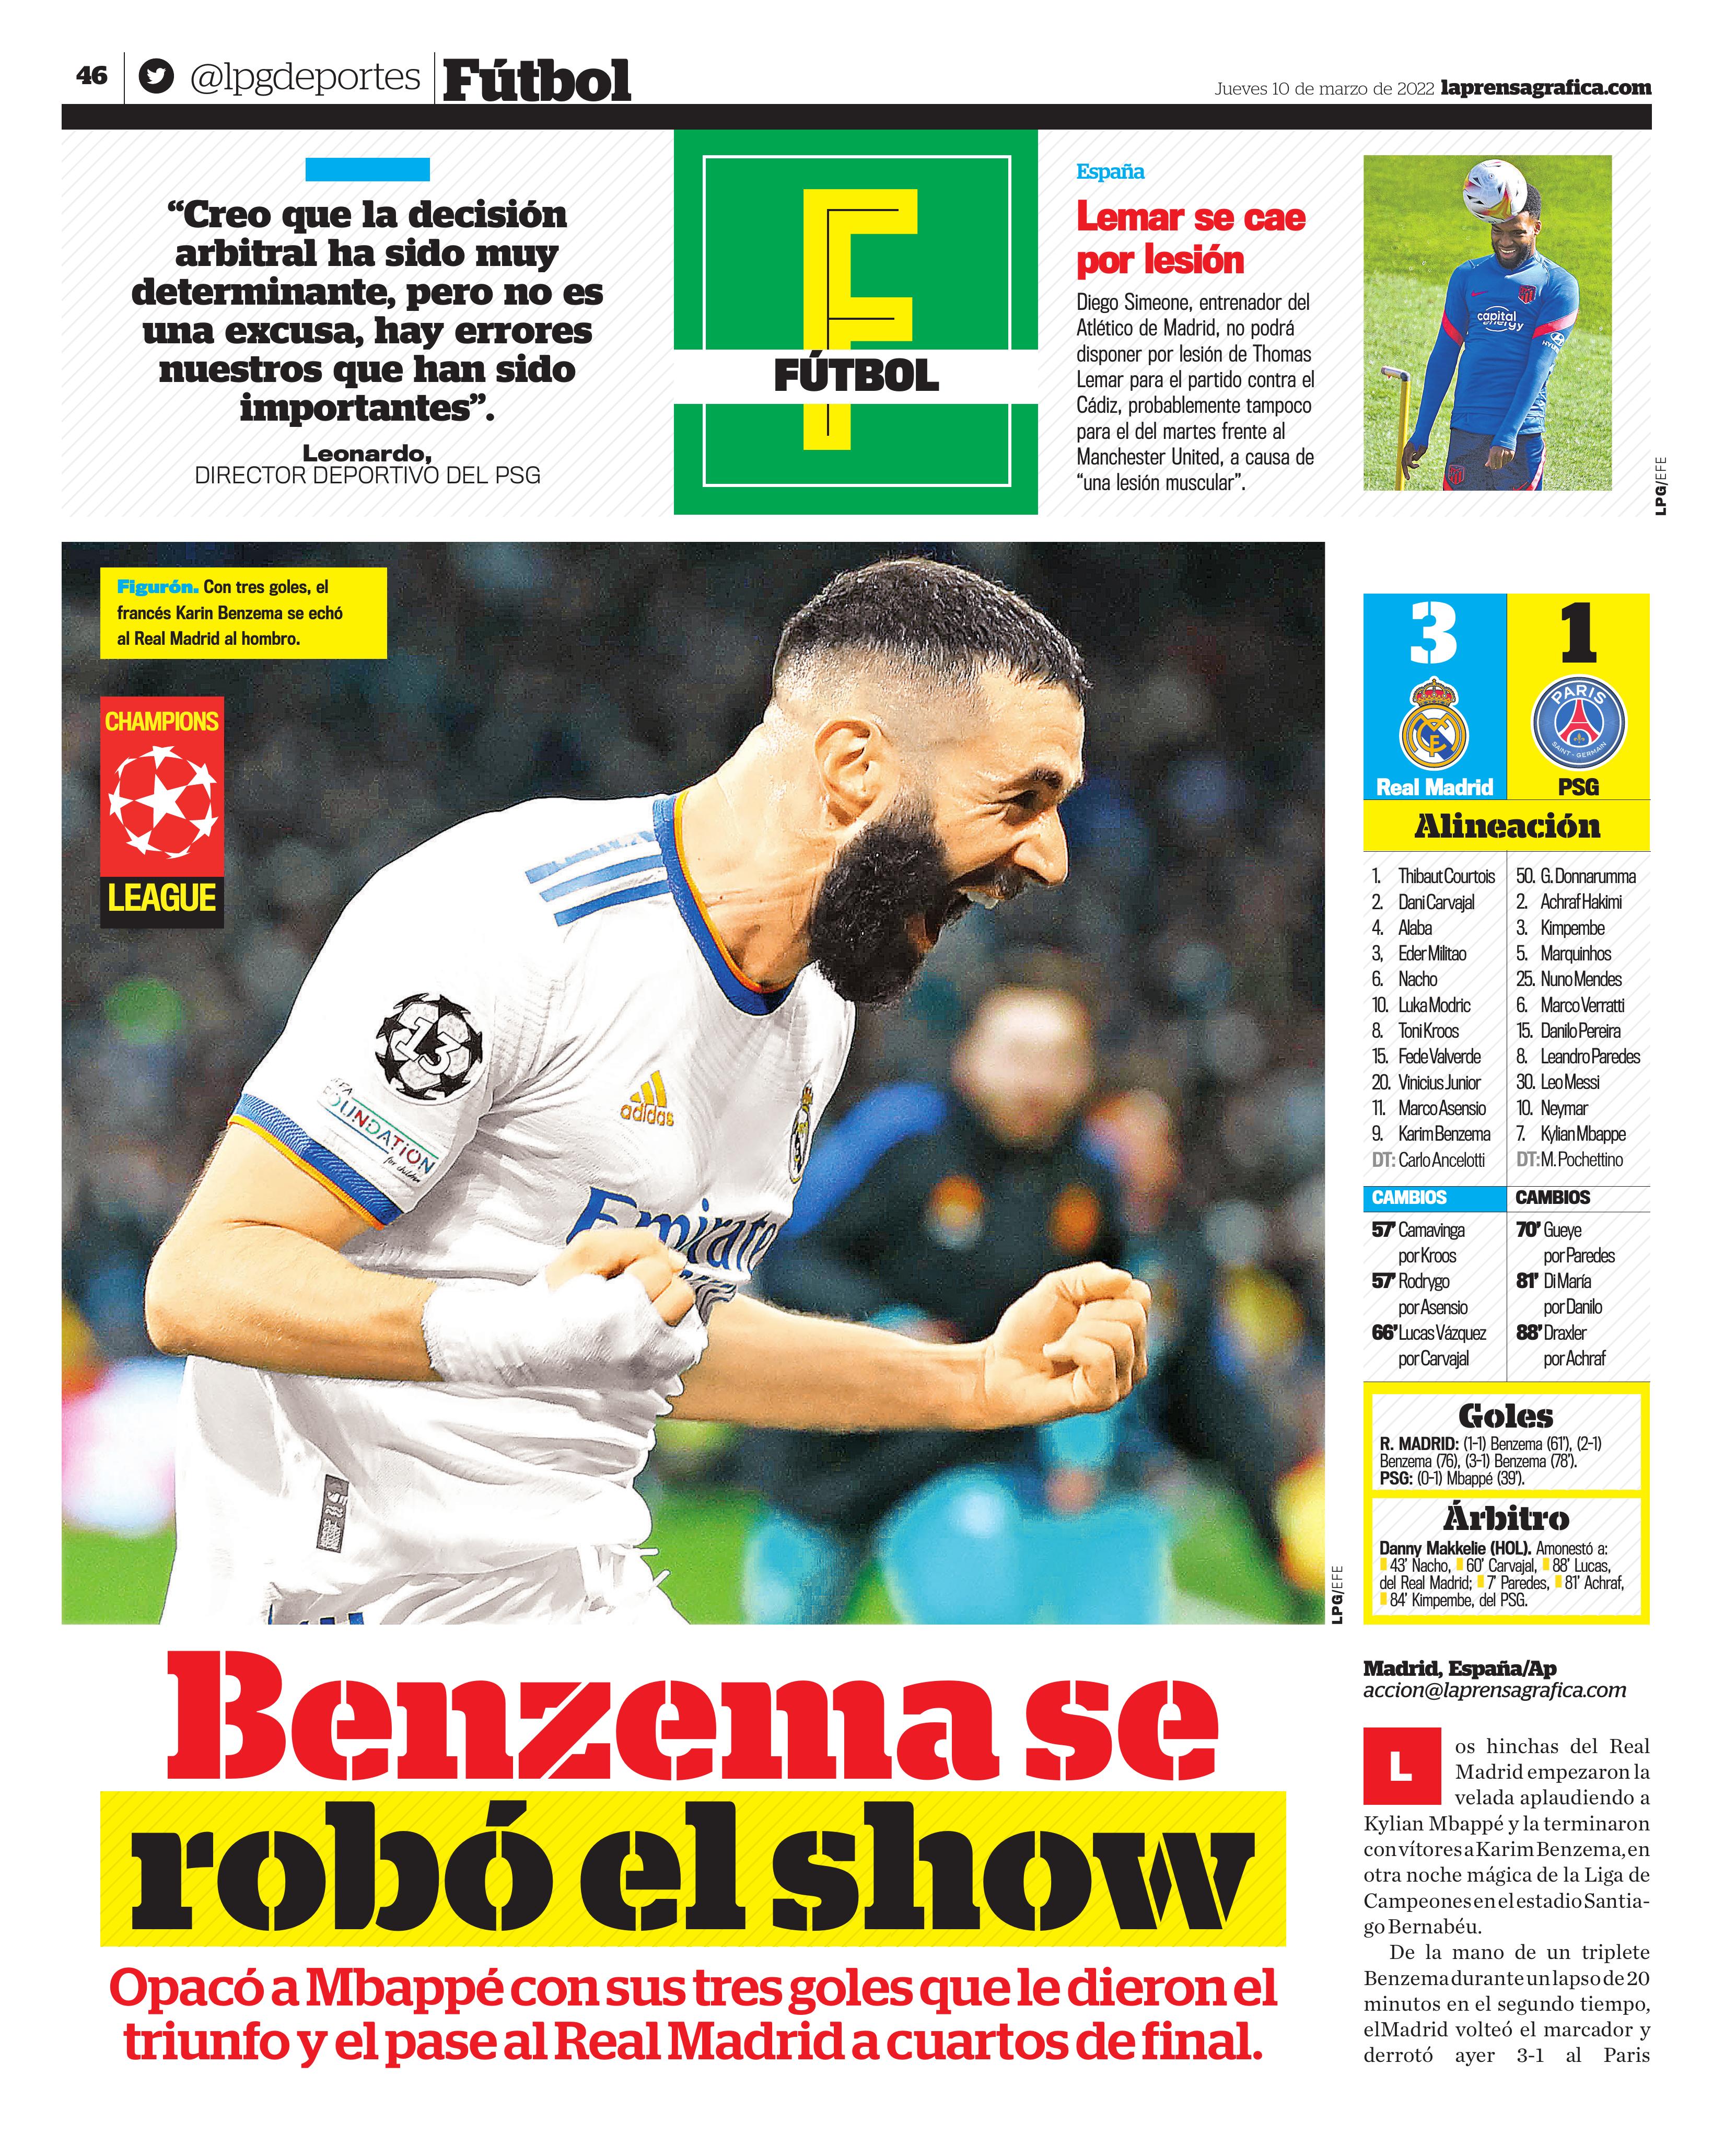 46
@lpgdeportes
Fútbol
Jueves 10 de marzo de 2022 laprensagrafica.com
“Creo que la decisión
arbitral ha sido muy
determinante, pero no es
una excusa, hay errores
nuestros que han sido
importantes”.
Leonardo,
DIRECTOR DEPORTIVO DEL PSG
F
FÚTBOL
España
Lemar se cae
por lesión
Diego Simeone, entrenador del
Atlético de Madrid, no podrá
disponer por lesión de Thomas
Lemar para el partido contra el
Cádiz, probablemente tampoco
para el del martes frente al
Manchester United, a causa de
“una lesión muscular”.
capital
energy
LPG/EFE
Figurón. Con tres goles, el
francés Karin Benzema se echó
al Real Madrid al hombro.
CHAMPIONS
LEAGUE
13
FOUNDATION
for children
adidas
Emirate
LPG/EFE
3
Real Madrid
1
PARIS
SAINT-GERMAIN
PSG
Alineación
1. Thibaut Courtois
2. Dani Carvajal
4. Alaba
3, Eder Militao
6. Nacho
10. Luka Modric
8. Toni Kroos
15. Fede Valverde
20. Vinicius Junior
11. Marco Asensio
9. Karim Benzema
DT: Carlo Ancelotti
50. G. Donnarumma
2. Achraf Hakimi
3. Kimpembe
5. Marquinhos
25. Nuno Mendes
6. Marco Verratti
15. Danilo Pereira
8. Leandro Paredes
30. Leo Messi
10. Neymar
7. Kylian Mbappe
DT: M. Pochettino
CAMBIOS
57’ Camavinga
por Kroos
57’ Rodrygo
por Asensio
66’ Lucas Vázquez
por Carvajal
CAMBIOS
70’ Gueye
por Paredes
81’ Di María
por Danilo
88’ Draxler
por Achraf
Goles
R. MADRID: (1-1) Benzema (61’), (2-1)
Benzema (76), (3-1) Benzema (78’).
PSG: (0-1) Mbappé (39’).
Árbitro
Danny Makkelie (HOL). Amonestó a:
43’ Nacho, 60’ Carvajal, 88’ Lucas,
del Real Madrid; 7’ Paredes, 81’ Achraf,
84’ Kimpembe, del PSG.
Benzema se
robó el show
Opacó a Mbappé con sus tres goles que le dieron el
triunfo y el pase al Real Madrid a cuartos de final.
Madrid, España/Ap
accion@laprensagrafica.com
Los hinchas del Real
Madrid empezaron la
velada aplaudiendo a
Kylian Mbappé y la terminaron
con vítores a Karim Benzema, en
otra noche mágica de la Liga de
Campeones en el estadio Santia-
go Bernabéu.
De la mano de un triplete
Benzema durante un lapso de 20
minutos en el segundo tiempo,
elMadrid volteó el marcador y
derrotó ayer 3-1 al Paris